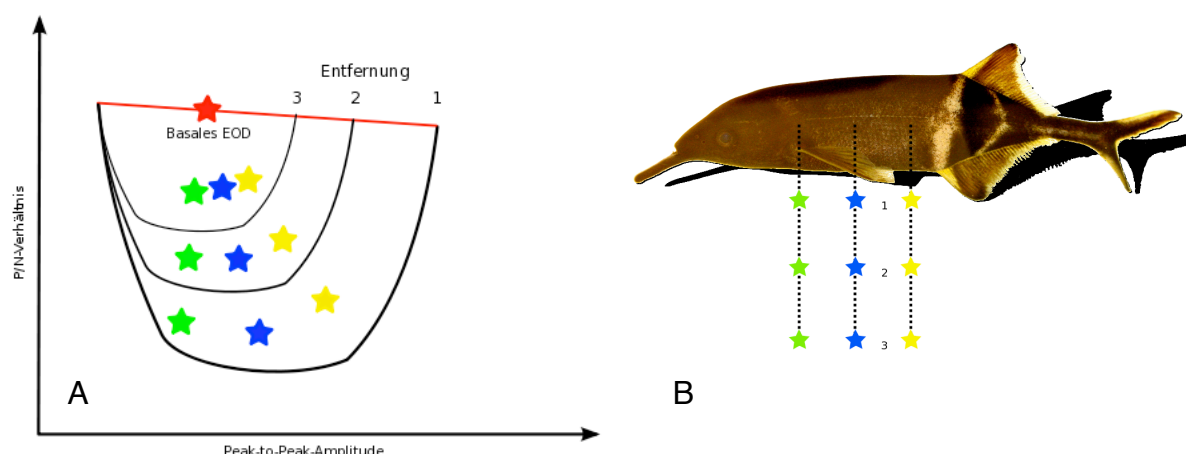 Entfernung
3 2 1
Basales EOD
P/N-Verhältnis
A
Peak-to-Peak-Amplitude
1
2
3
B